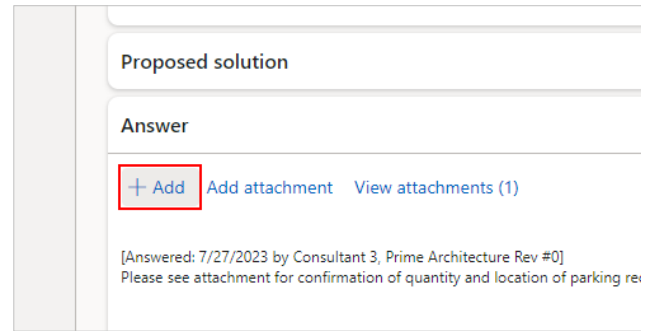 Proposed solution
Answer
+ Add Add attachment View attachments (1)
[Answered: 7/27/2023 by Consultant 3, Prime Architecture Rev #0]
Please see attachment for confirmation of quantity and location of parking